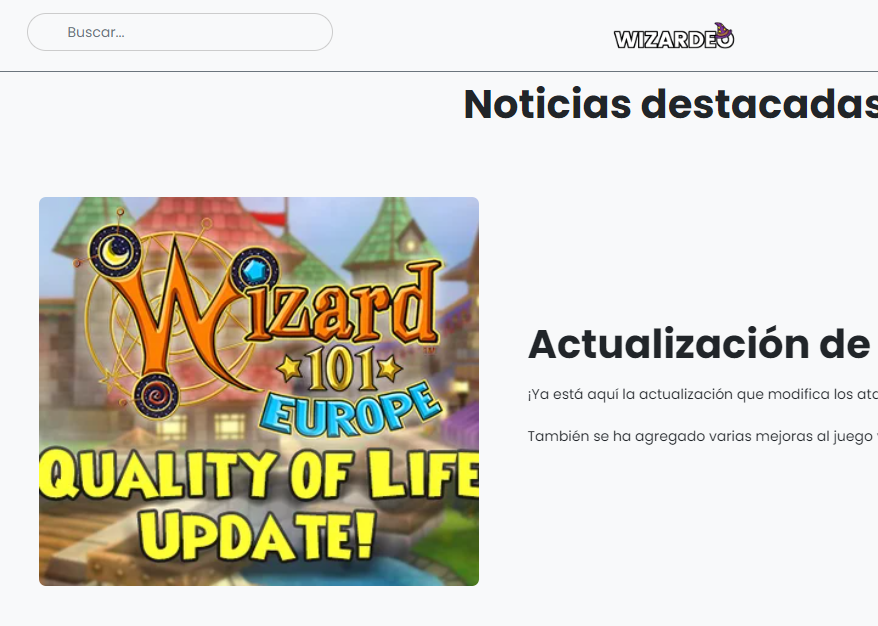 Buscar...
WIZARDEO
Noticias destacadas
Wizard
101
EUROPE
QUALITY OF LIFE
UPDATE!
Actualización de
¡Ya está aquí la actualización que modifica los
También se ha agregado varias mejoras al juego